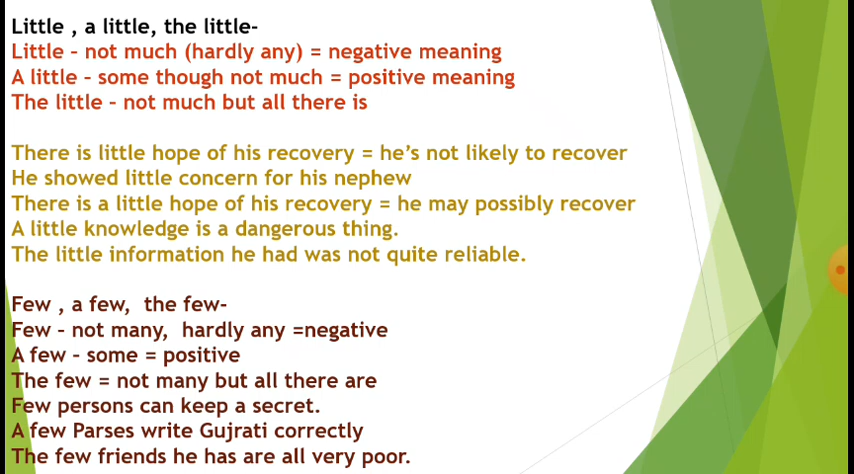 Little , a little, the little-
Little – not much (hardly any) = negative meaning
A little – some though not much = positive meaning
The little – not much but all there is
There is little hope of his recovery = he's not likely to recover
He showed little concern for his nephew
There is a little hope of his recovery = he may possibly recover
A little knowledge is a dangerous thing.
The little information he had was not quite reliable.
Few , a few, the few-
Few – not many, hardly any =negative
A few – some = positive
The few = not many but all there are
Few persons can keep a secret.
A few Parses write Gujrati correctly
The few friends he has are all very poor.